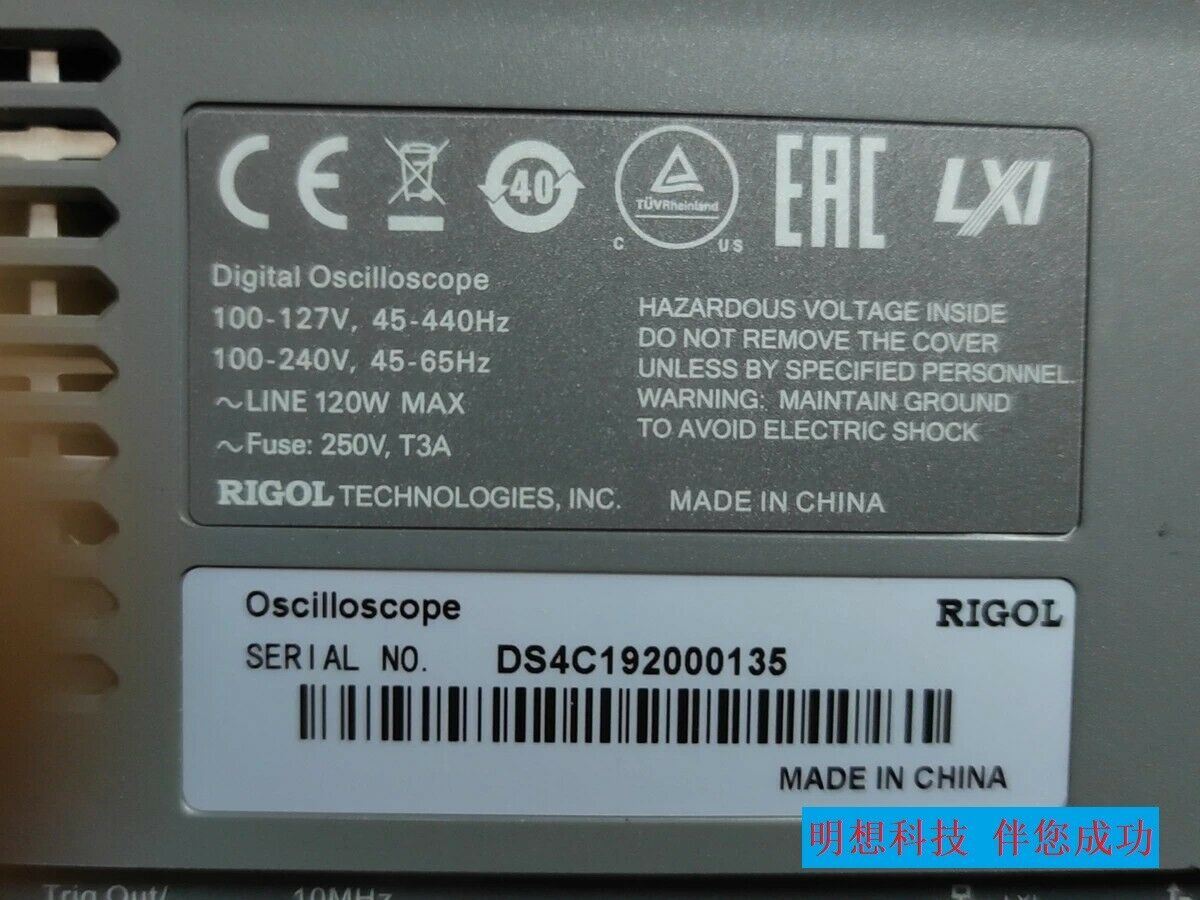 CE
40
TÜVRheinland
C US
EAC
LXI
Digital Oscilloscope
100-127V, 45-440Hz
100-240V, 45-65Hz
~LINE 120W MAX
~Fuse: 250V, T3A
HAZARDOUS VOLTAGE INSIDE
DO NOT REMOVE THE COVER
UNLESS BY SPECIFIED PERSONNEL.
WARNING: MAINTAIN GROUND
TO AVOID ELECTRIC SHOCK
RIGOL TECHNOLOGIES, INC. MADE IN CHINA
Oscilloscope RIGOL
SERIAL NO. DS4C192000135
MADE IN CHINA
明想科技 伴您成功
Trig Out/ 10MHz LXI